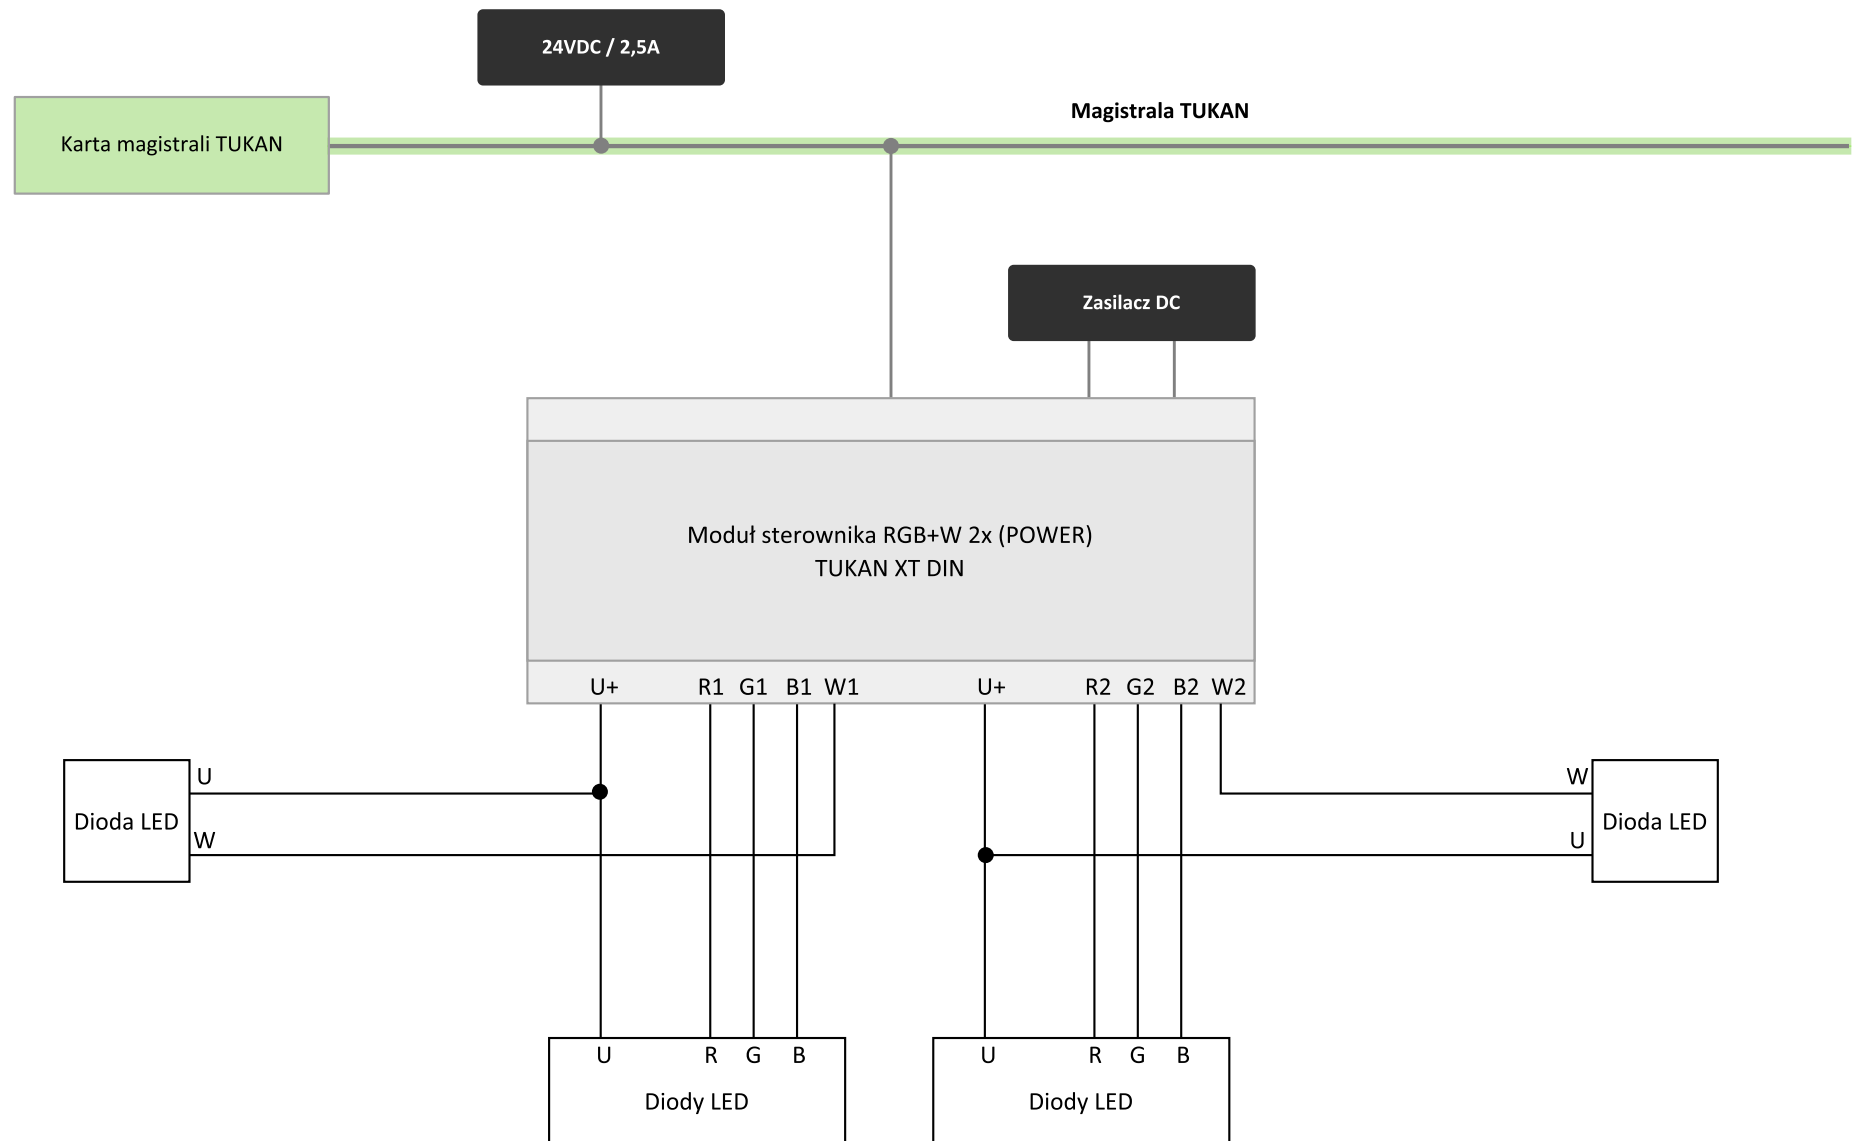 24VDC / 2,5A
Magistrala TUKAN
Karta magistrali TUKAN
Zasilacz DC
Moduł sterownika RGB+W 2x (POWER)
TUKAN XT DIN
U+ R1 G1 B1 W1 U+ R2 G2 B2 W2
U W
Dioda LED Dioda LED
W U
U R G B U R G B
Diody LED Diody LED